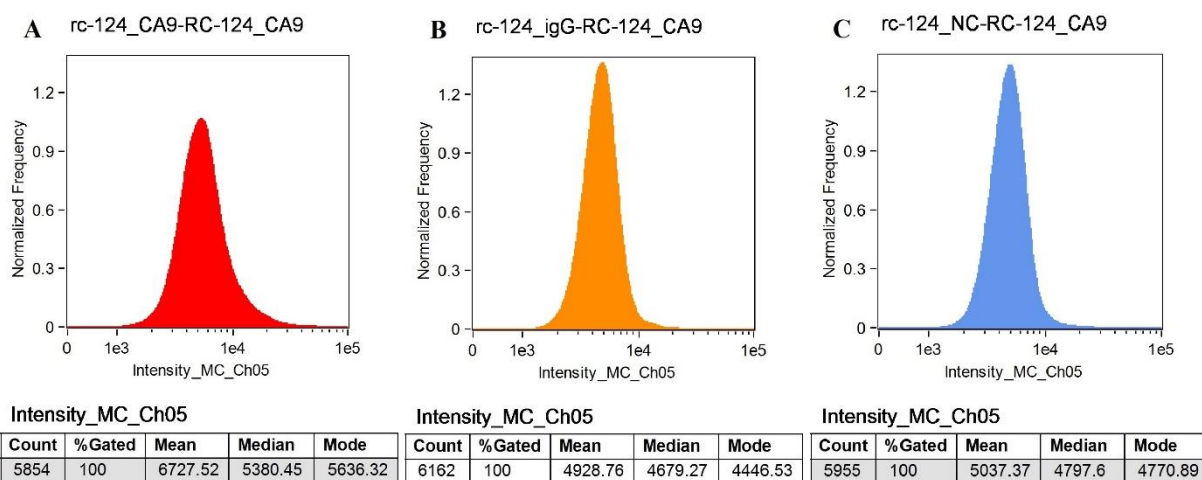 A rc-124_CA9-RC-124_CA9
Normalized Frequency
1.2
0.9
0.6
0.3
0
0 1e3 1e4 1e5
Intensity_MC_Ch05
Intensity_MC_Ch05
Count %Gated Mean Median Mode
5854 100 6727.52 5380.45 5636.32
B rc-124_igG-RC-124_CA9
Normalized Frequency
1.2
0.9
0.6
0.3
0
0 1e3 1e4 1e5
Intensity_MC_Ch05
Intensity_MC_Ch05
Count %Gated Mean Median Mode
6162 100 4928.76 4679.27 4446.53
C rc-124_NC-RC-124_CA9
Normalized Frequency
1.2
0.9
0.6
0.3
0
0 1e3 1e4 1e5
Intensity_MC_Ch05
Intensity_MC_Ch05
Count %Gated Mean Median Mode
5955 100 5037.37 4797.6 4770.89